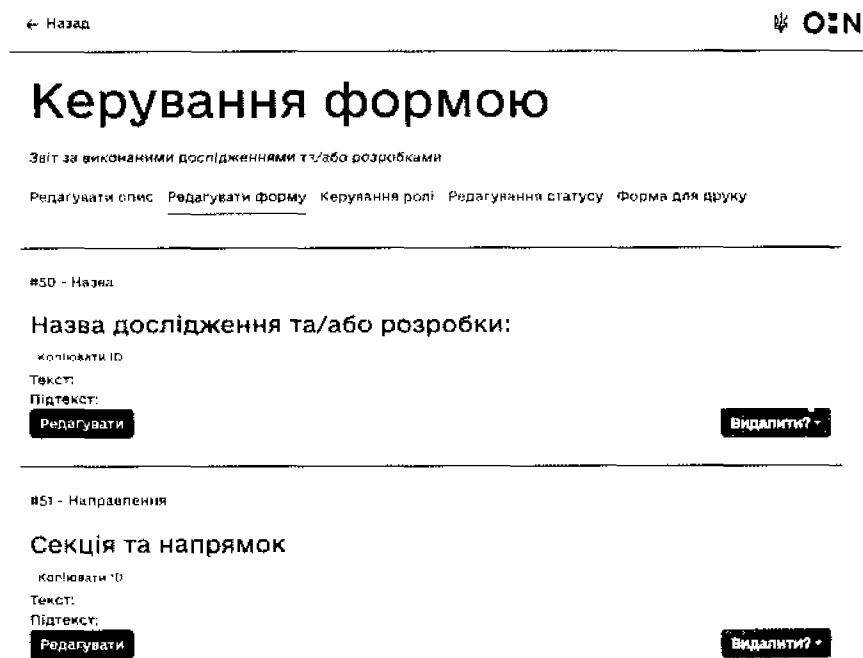 ← Назад
Керування формою
Звіт за виконаними дослідженнями та/або розробками
Редагувати опис Редагувати форму Керування ролі Редагування статусу Форма для друку
#50 - Назва
Назва дослідження та/або розробки:
Копіювати ID
Текст:
Підтекст:
Редагувати Видалити?
#51 - Направлення
Секція та напрямок
Копіювати ID
Текст:
Підтекст:
Редагувати Видалити?